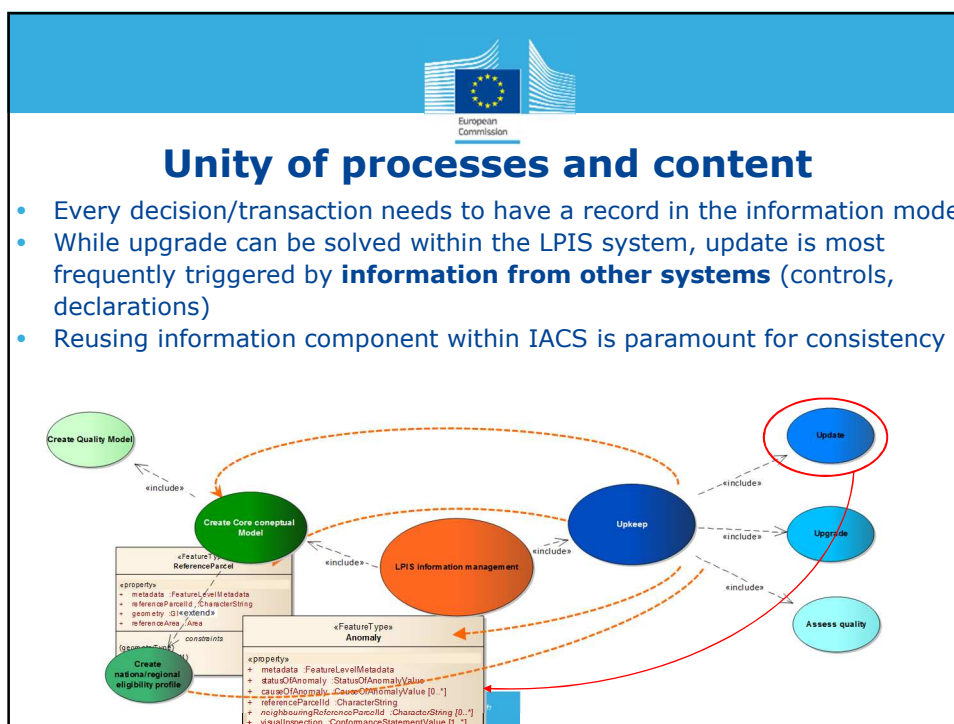 European
Commission
Unity of processes and content
• Every decision/transaction needs to have a record in the information mode
• While upgrade can be solved within the LPIS system, update is most
frequently triggered by information from other systems (controls,
declarations)
• Reusing information component within IACS is paramount for consistency
Create Quality Model
«include»
Create Core coneptual
Model
«include»
LPIS information management
«include»
Upkeep
«include»
Update
«include»
Upgrade
«include»
Assess quality
«FeatureType
ReferenceParcel
«property»
+ metadata :FeatureLevelMetadata
+ referenceParcelId :CharacterString
+ geometry :G
+ referenceArea :Area
«extend»
constraints
Create
nationa/regional
eligibility profile
«FeatureType»
Anomaly
«property»
+ metadata :FeatureLevelMetadata
+ statusOfAnomaly :StatusOfAnomalyValue
+ causeOfAnomaly :CauseOfAnomalyValue [0..*]
+ referenceParcelId :CharacterString
+ neighbouringReferenceParcelId :CharacterString [0..*]
+ visualInspection :ConformanceStatementValue [1..*]